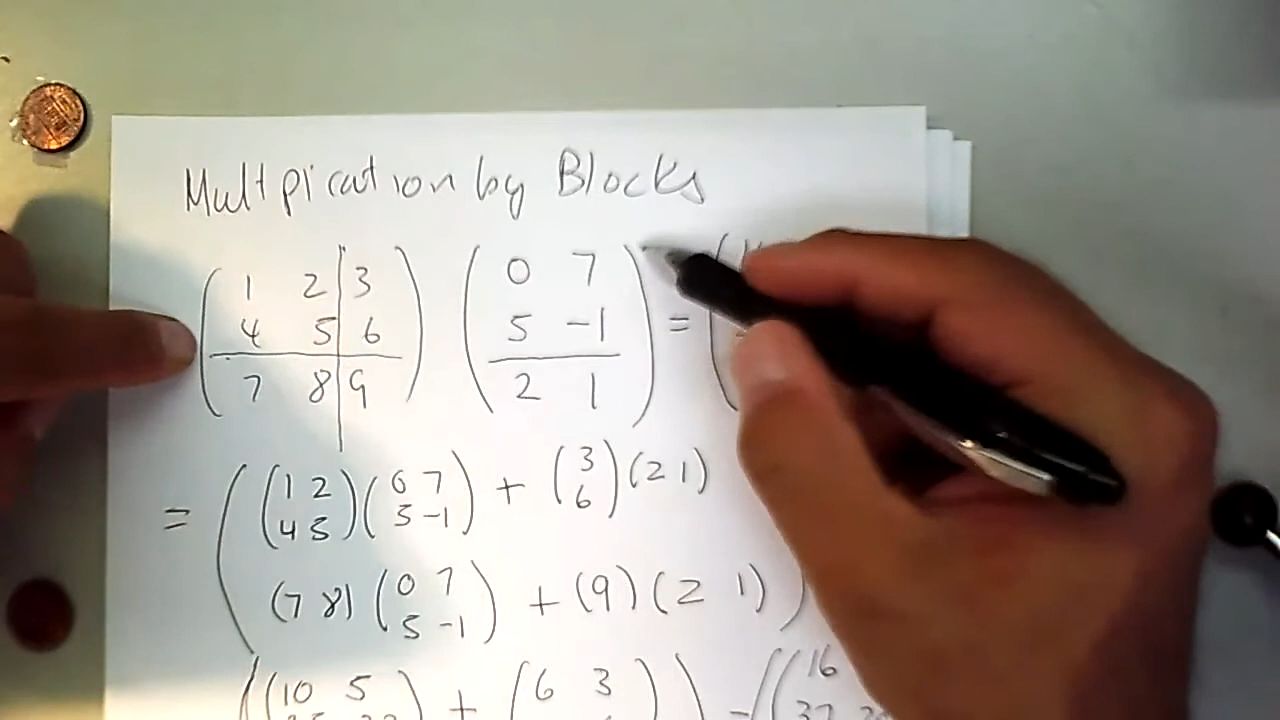 Multplication by Blocks
( 1 2 | 3 ) ( 0 7 ) = (
4 5 | 6 5 -1
7 8 | 9 2 1
= ( (1 2) (0 7) + (3) (2 1)
4 5 5 -1 6
(7 8) (0 7) + (9) (2 1) )
5 -1
((10 5) + (6 3)) = ((16
37